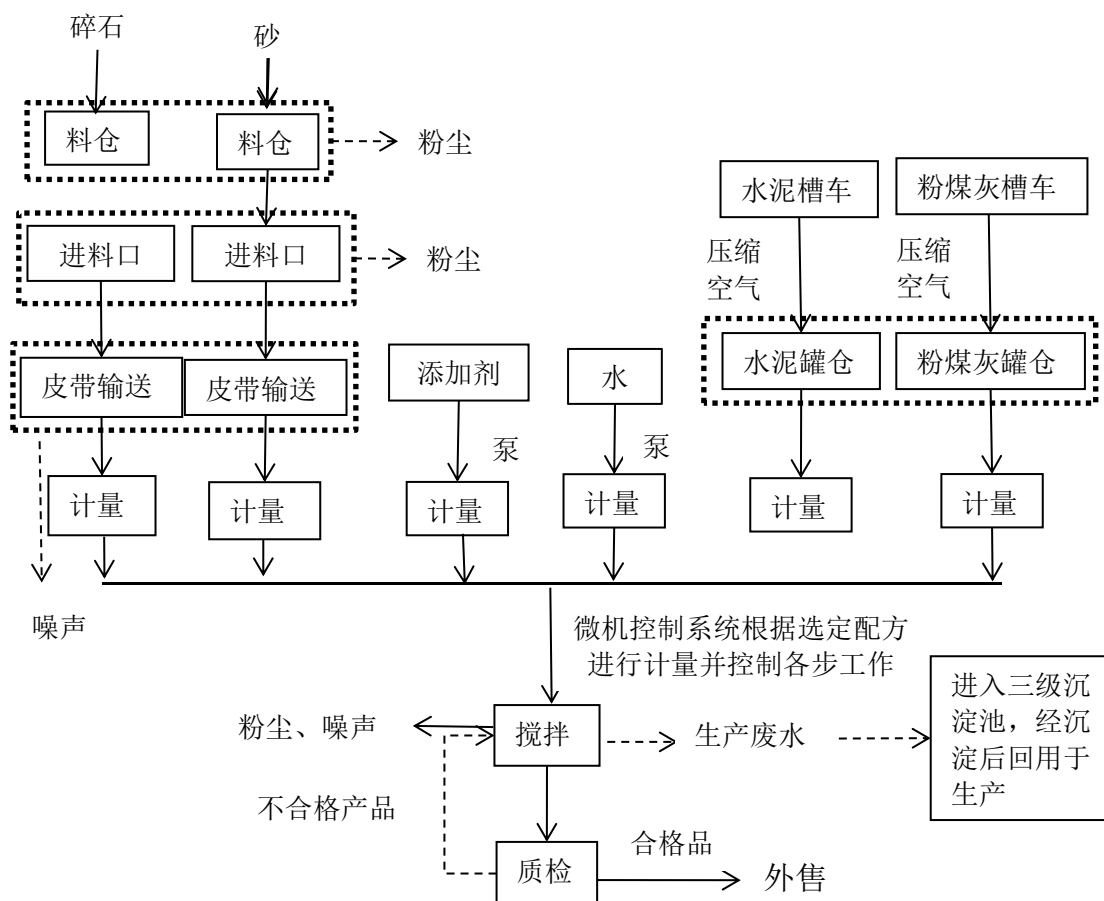 碎石
砂
料仓
料仓
粉尘
水泥槽车
粉煤灰槽车
进料口
进料口
粉尘
压缩
空气
压缩
空气
皮带输送
皮带输送
添加剂
水
水泥罐仓
粉煤灰罐仓
泵
泵
计量
计量
计量
计量
计量
计量
噪声
微机控制系统根据选定配方
进行计量并控制各步工作
粉尘、噪声
搅拌
生产废水
进入三级沉
淀池，经沉
淀后回用于
生产
不合格产品
质检
合格品
外售